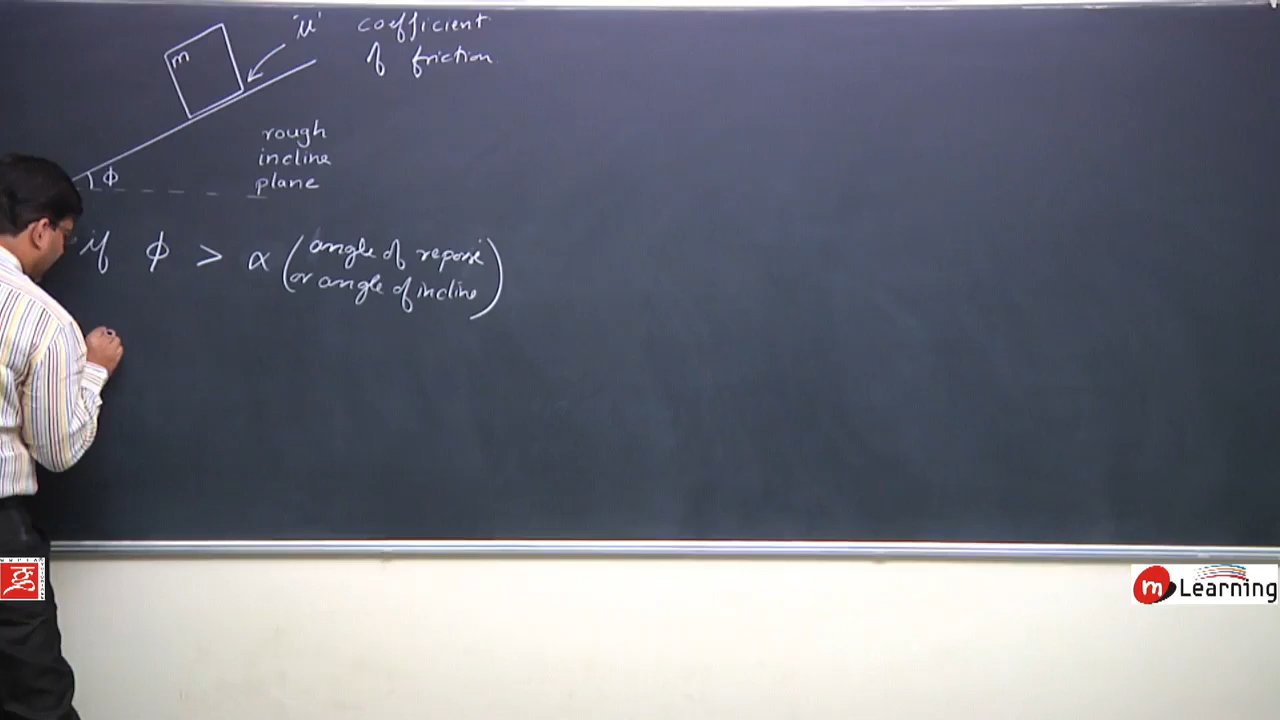 'μ' coefficient
of friction
m
rough
incline
plane
ϕ
if ϕ > α (angle of repose
or angle of incline)
m Learning